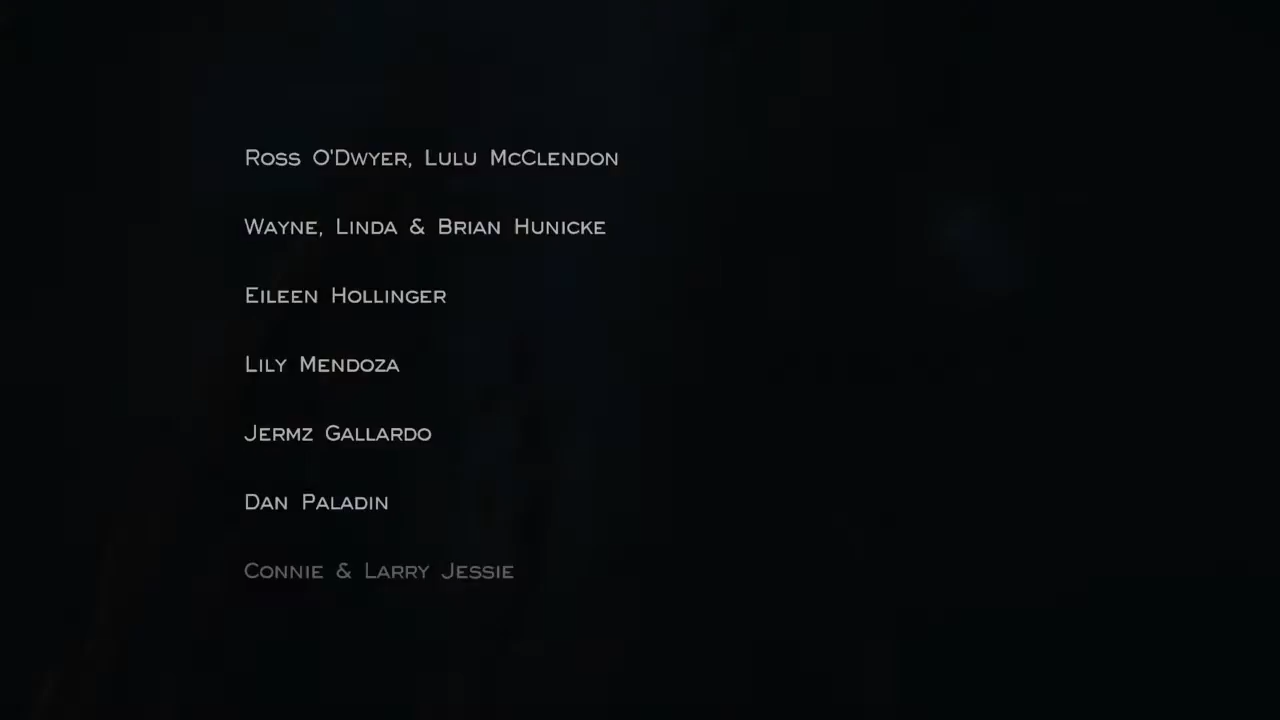 Ross O'Dwyer, Lulu McClendon
Wayne, Linda & Brian Hunicke
Eileen Hollinger
Lily Mendoza
Jermz Gallardo
Dan Paladin
Connie & Larry Jessie